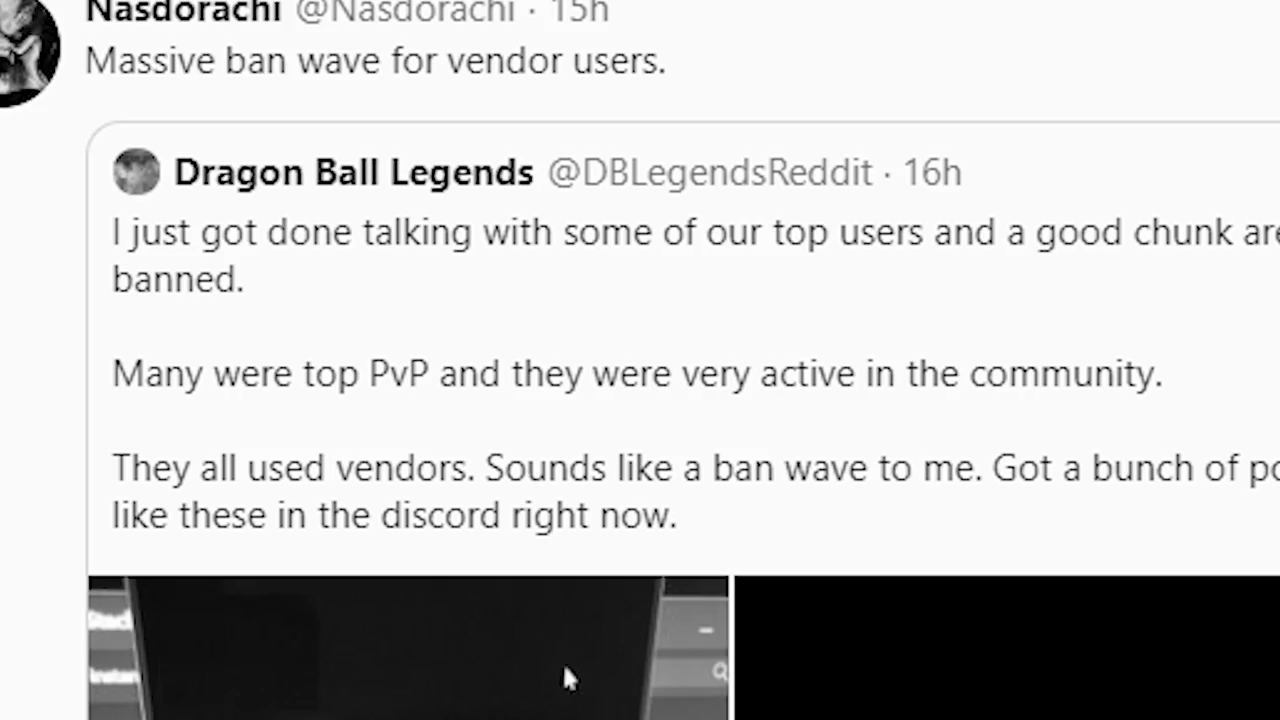 Nasdorachi @Nasdorachi · 15h
Massive ban wave for vendor users.
Dragon Ball Legends @DBLegendsReddit · 16h
I just got done talking with some of our top users and a good chunk are
banned.
Many were top PvP and they were very active in the community.
They all used vendors. Sounds like a ban wave to me. Got a bunch of
like these in the discord right now.